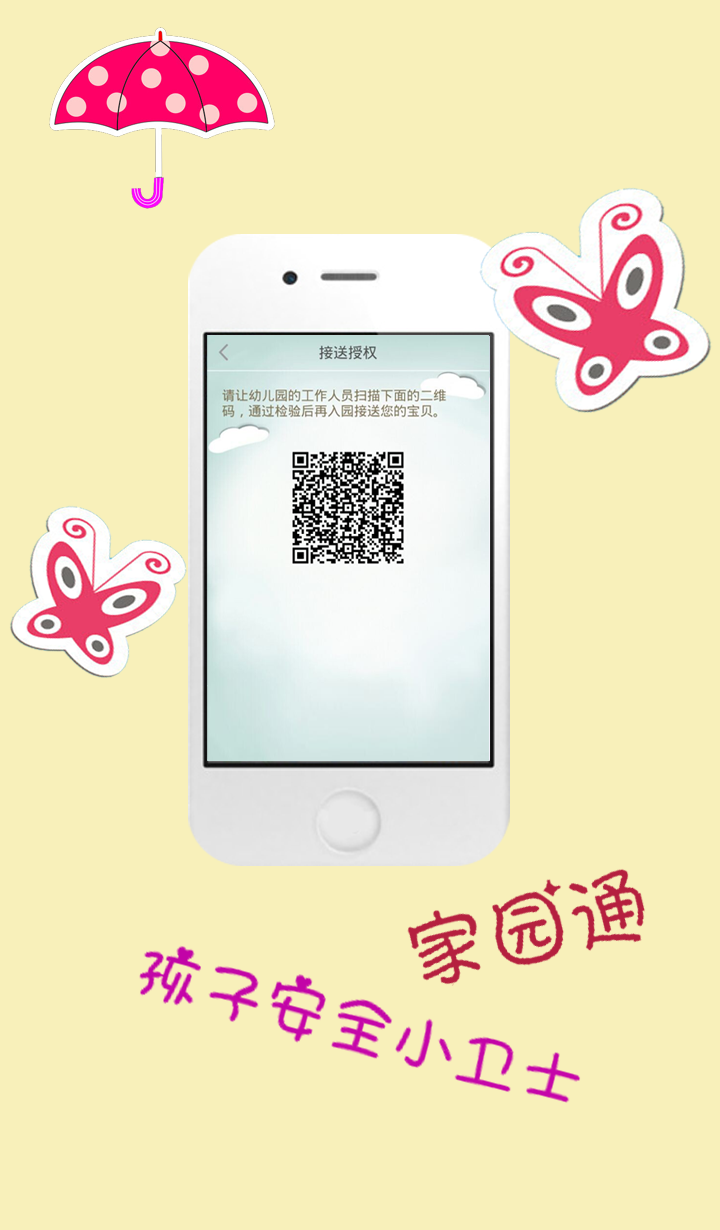 接送授权
请让幼儿园的工作人员扫描下面的二维
码，通过检验后再入园接送您的宝贝。
家园通
孩子安全小卫士